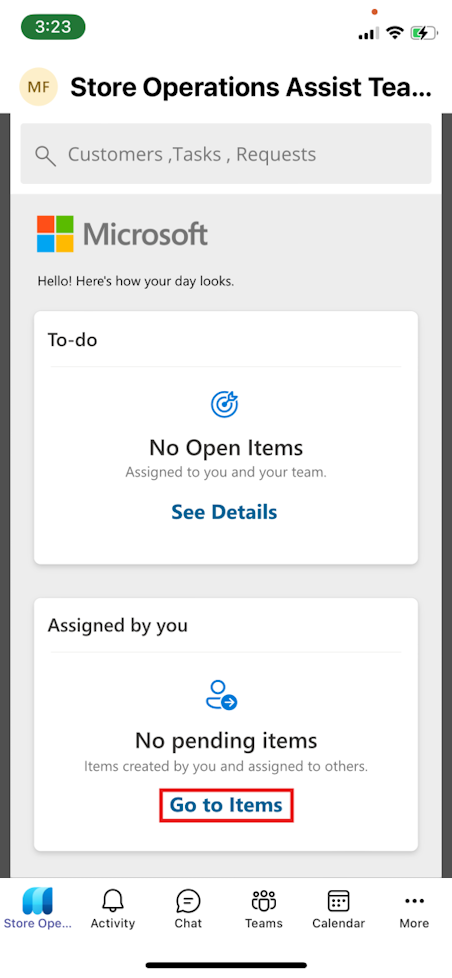 3:23
MF
Store Operations Assist Tea...
Customers ,Tasks , Requests
Microsoft
Hello! Here's how your day looks.
To-do
No Open Items
Assigned to you and your team.
See Details
Assigned by you
No pending items
Items created by you and assigned to others.
Go to Items
Store Ope... Activity Chat Teams Calendar More